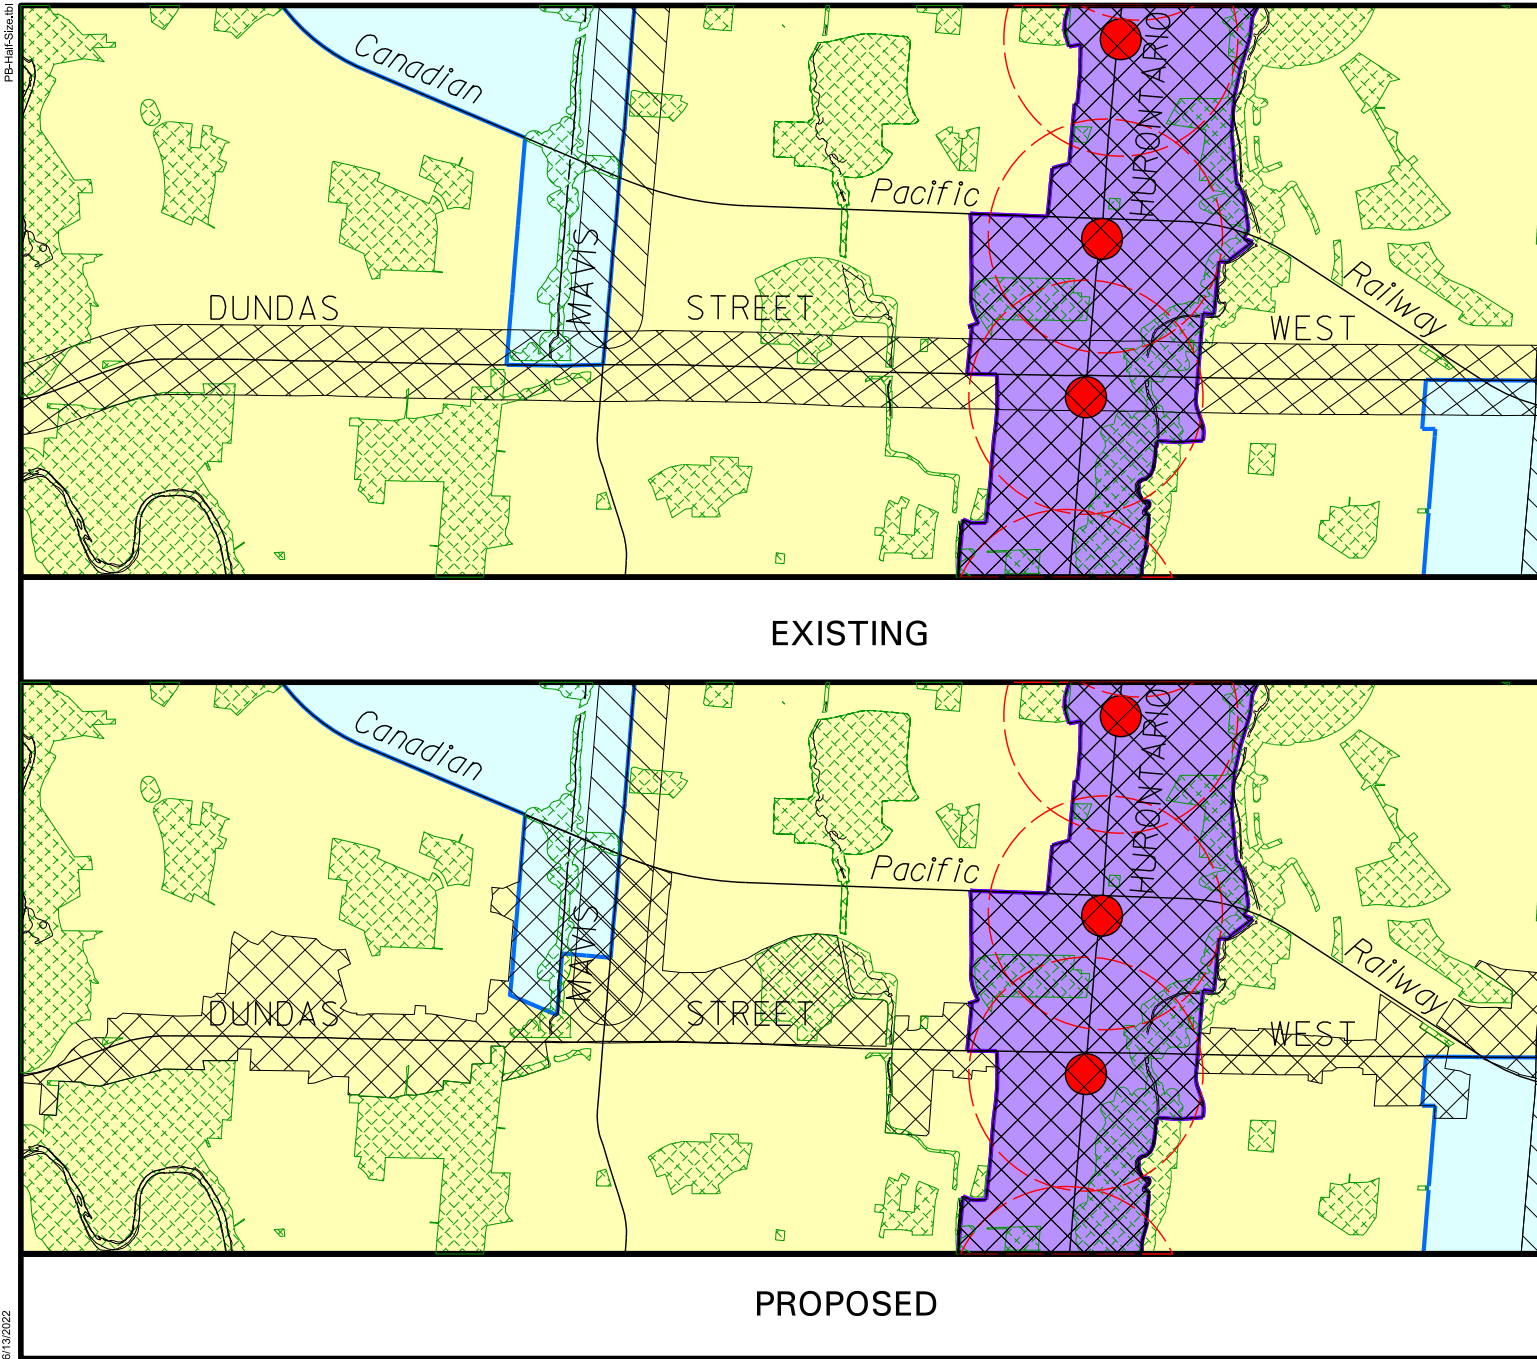 PB-Half-Size.tbl
Canadian
HURONTARIO
Pacific
MAVIS
DUNDAS
STREET
Railway
WEST
EXISTING
Canadian
HURONTARIO
Pacific
MAVIS
DUNDAS
STREET
Railway
WEST
PROPOSED
6/13/2022